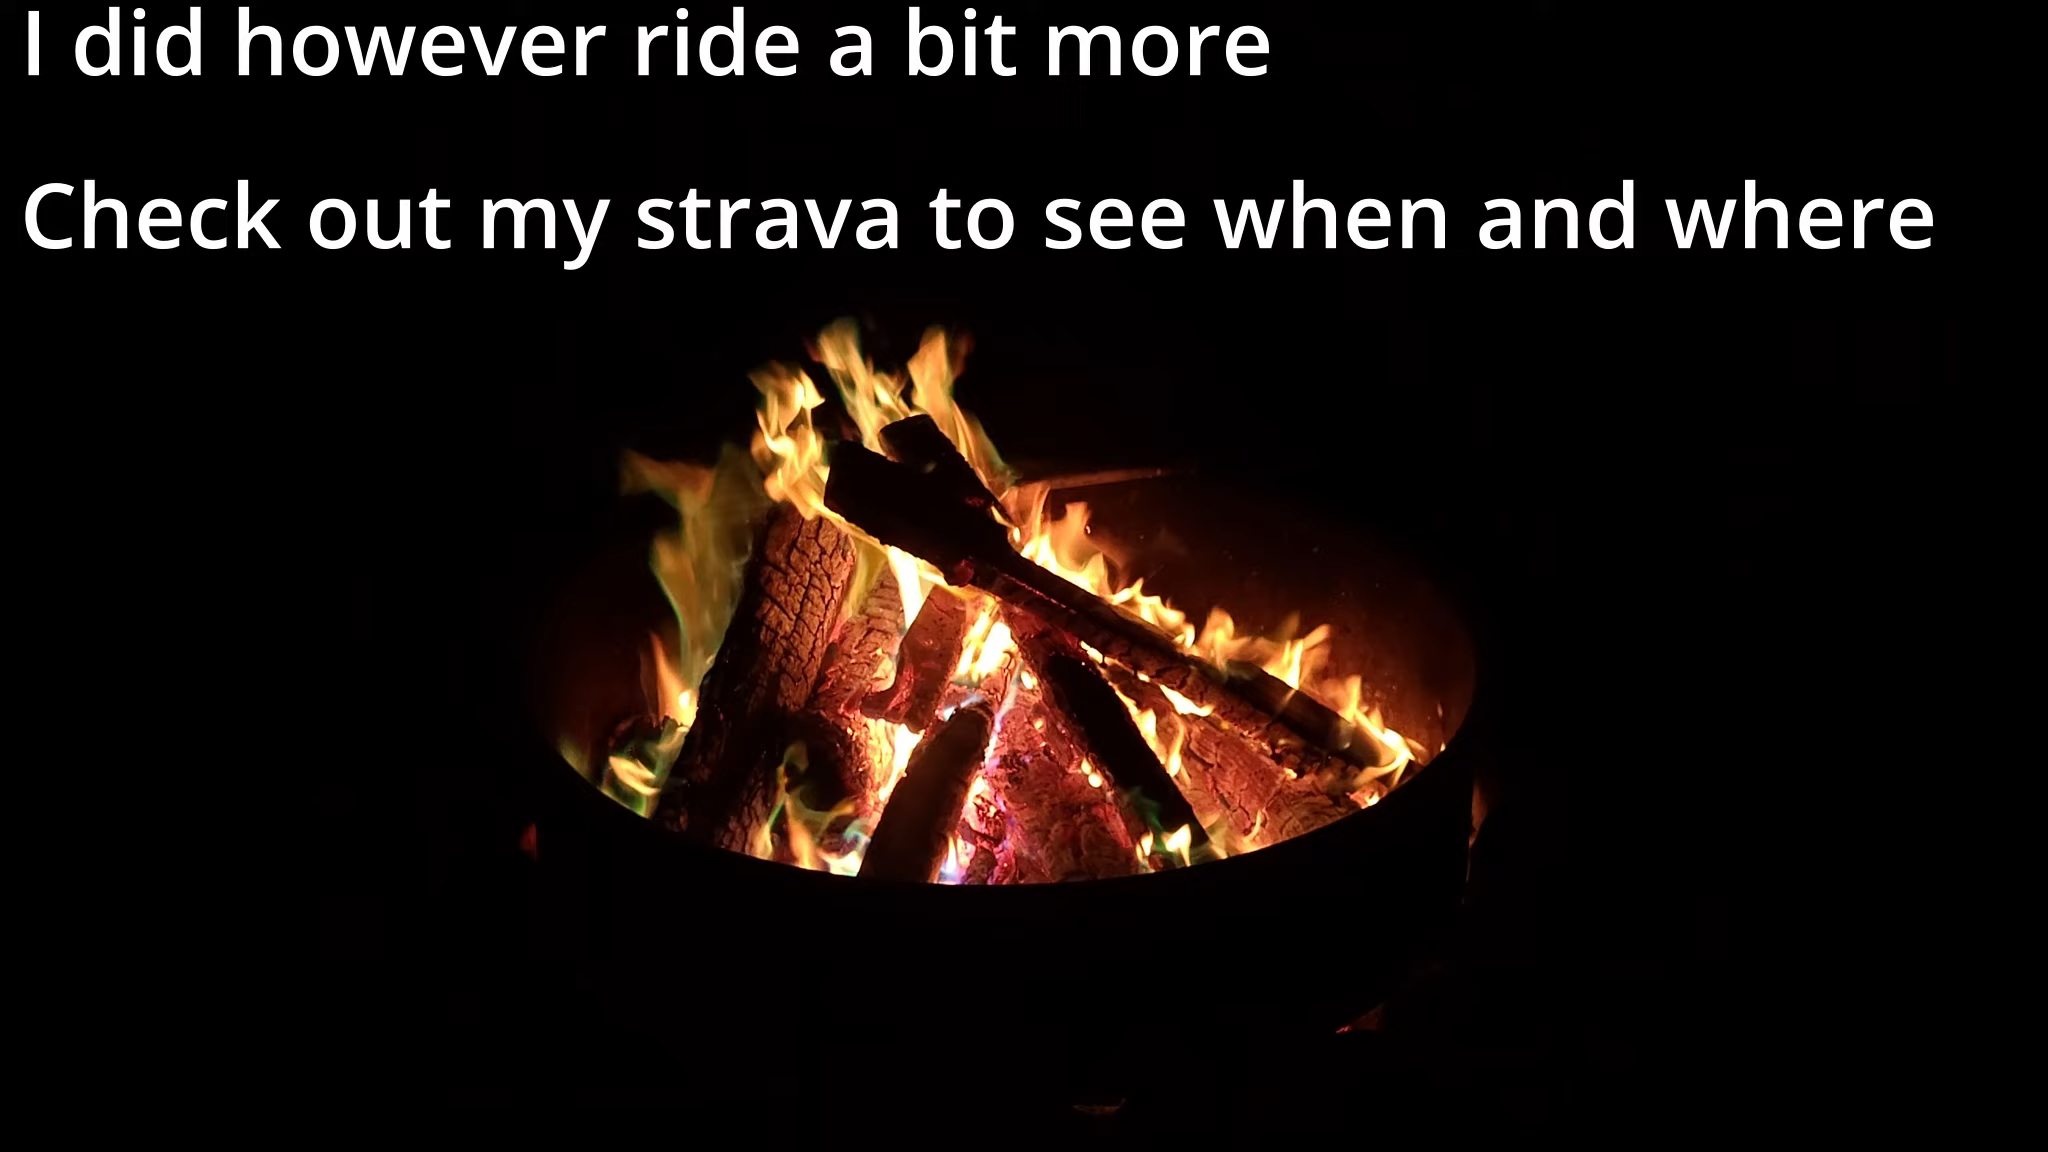 I did however ride a bit more
Check out my strava to see when and where